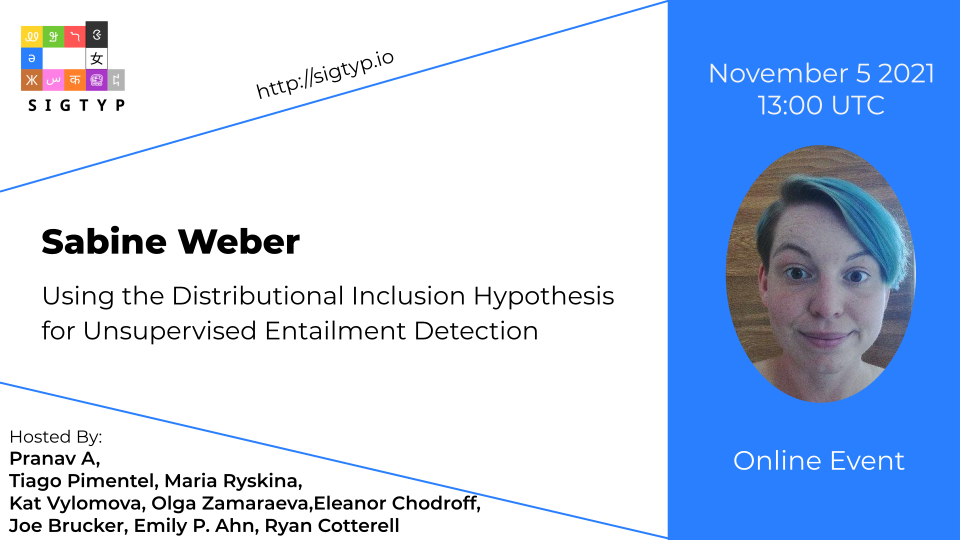 SIGTYP
http://sigtyp.io
November 5 2021
13:00 UTC
Sabine Weber
Using the Distributional Inclusion Hypothesis
for Unsupervised Entailment Detection
Online Event
Hosted By:
Pranav A,
Tiago Pimentel, Maria Ryskina,
Kat Vylomova, Olga Zamaraeva,Eleanor Chodroff,
Joe Brucker, Emily P. Ahn, Ryan Cotterell